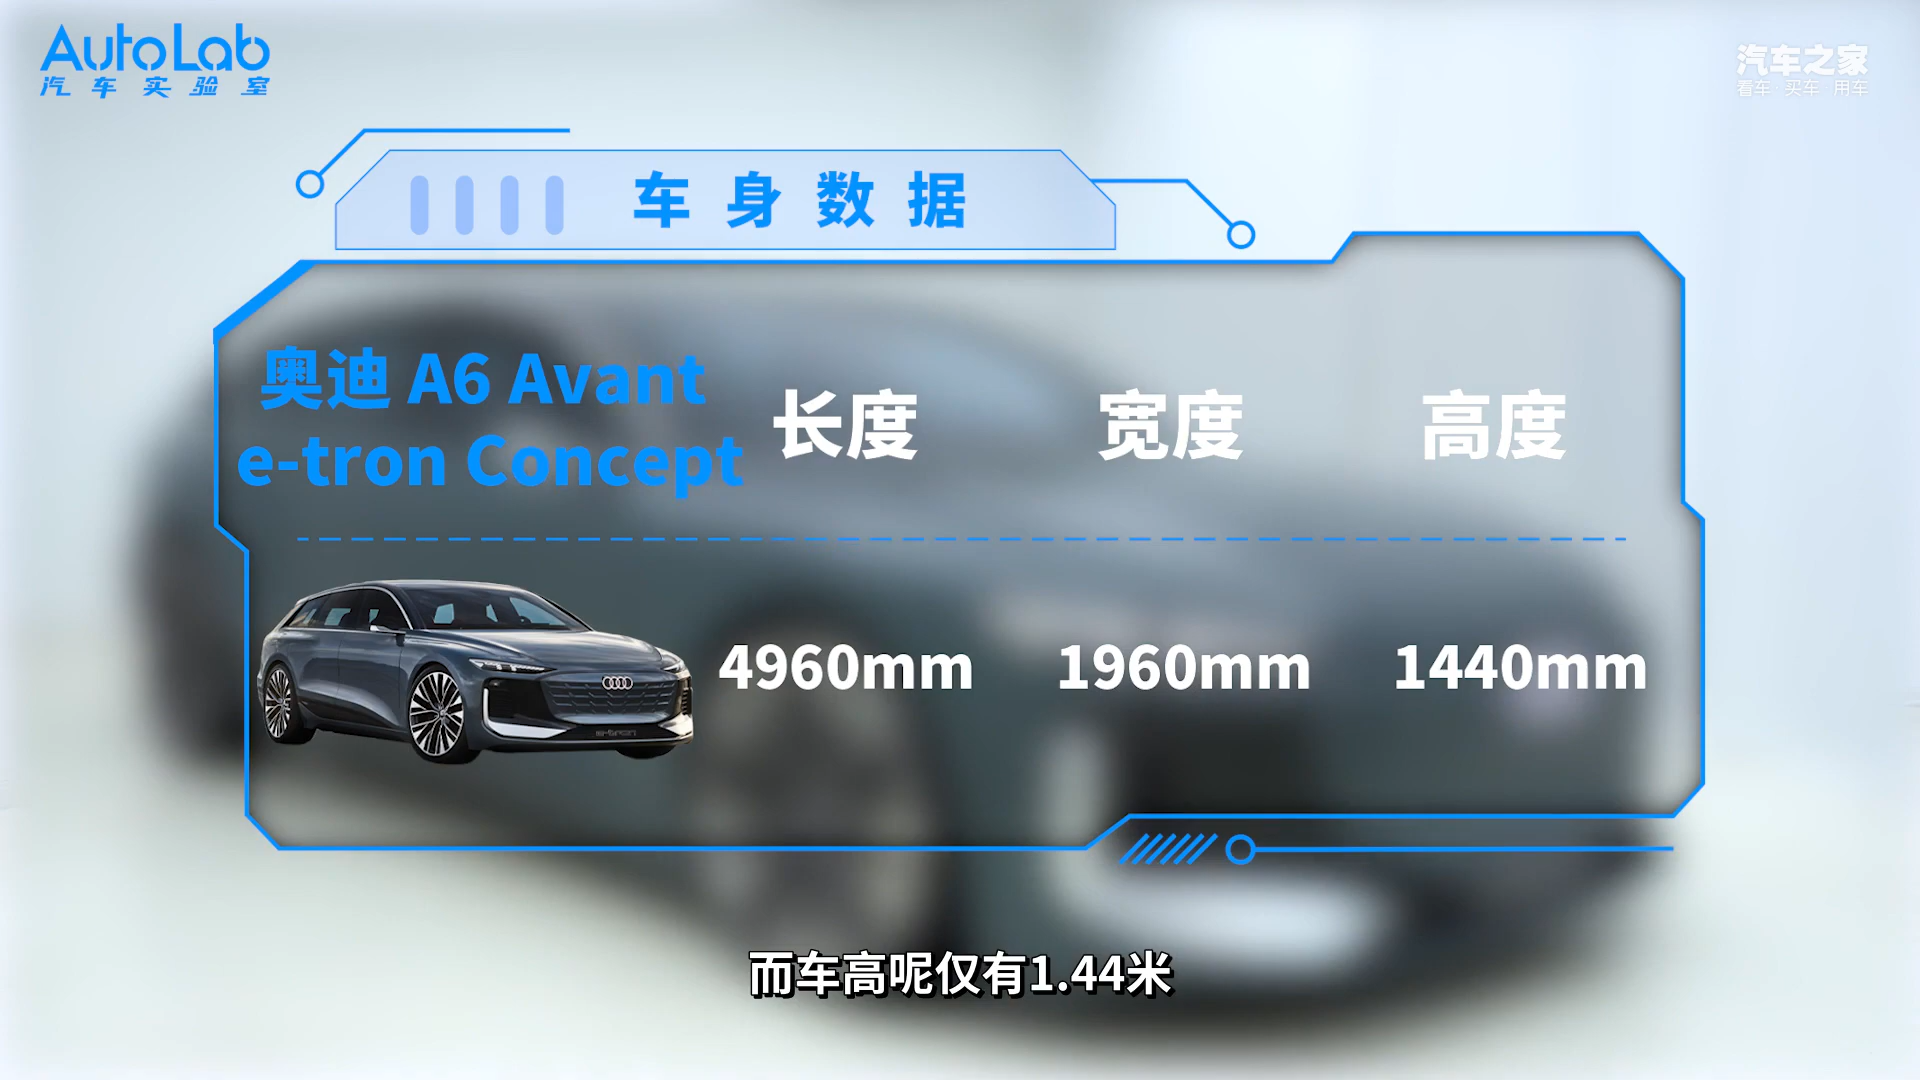 AutoLab
汽车实验室
汽车之家
看车·买车·用车
车身数据
奥迪 A6 Avant
e-tron Concept
长度 宽度 高度
4960mm 1960mm 1440mm
e-tron
而车高呢仅有1.44米